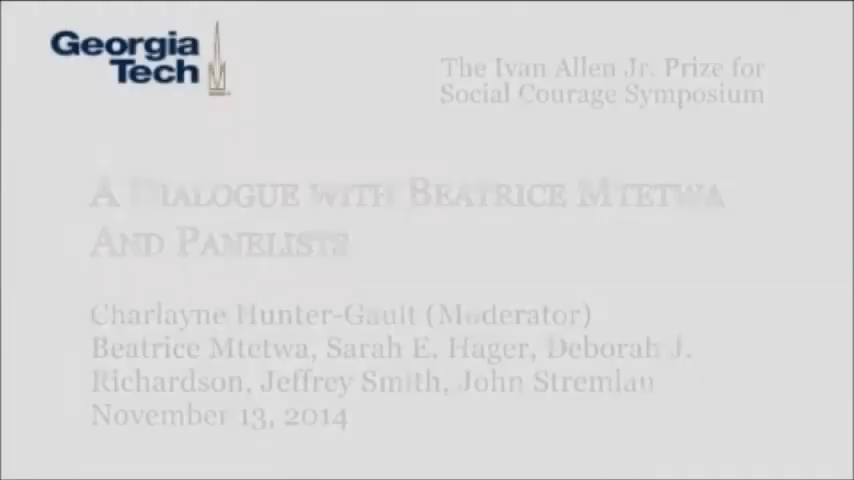 Georgia
Tech
The Ivan Allen Jr. Prize for
Social Courage Symposium
A Dialogue with Beatrice Mtetwa
And Panelists
Charlayne Hunter-Gault (Moderator)
Beatrice Mtetwa, Sarah E. Hager, Deborah J.
Richardson, Jeffrey Smith, John Stremlau
November 13, 2014